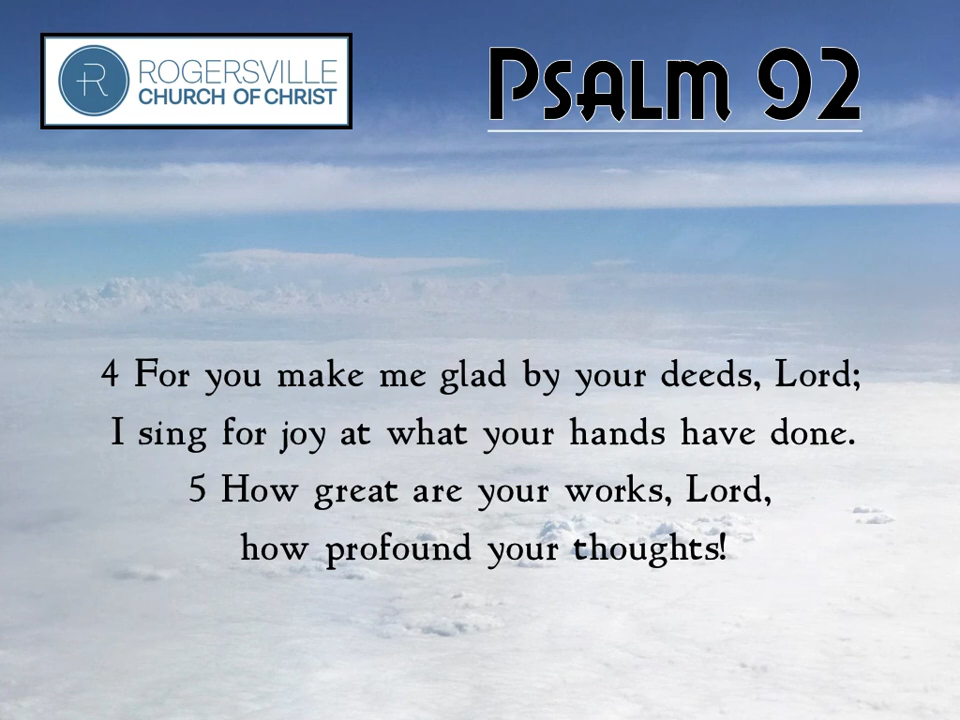 ROGERSVILLE
CHURCH OF CHRIST
Psalm 92
4 For you make me glad by your deeds, Lord;
I sing for joy at what your hands have done.
5 How great are your works, Lord,
how profound your thoughts!